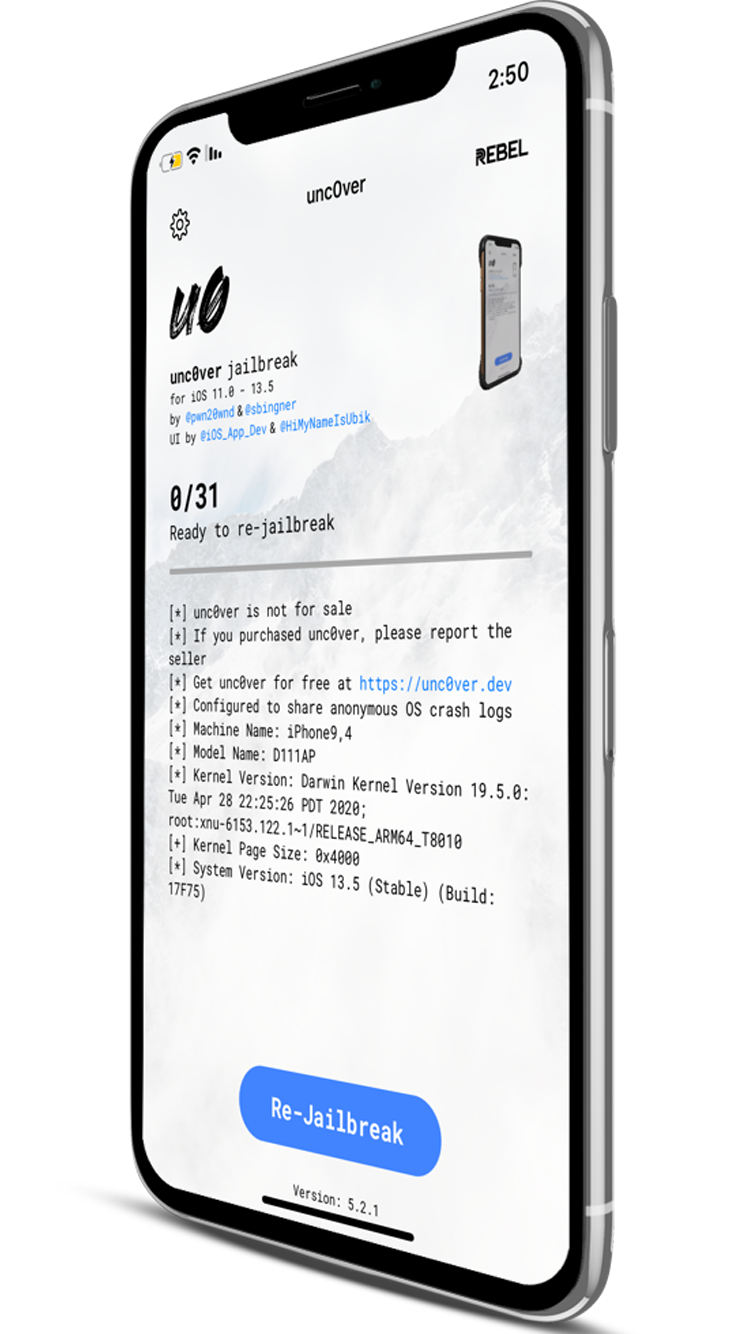 2:50
REBEL
unc0ver
u0
unc0ver jailbreak
for iOS 11.0 - 13.5
by @pwn20wnd & @sbingner
UI by @iOS_App_Dev & @HiMyNameIsUbik
0/31
Ready to re-jailbreak
[*] unc0ver is not for sale
[*] If you purchased unc0ver, please report the
seller
[*] Get unc0ver for free at https://unc0ver.dev
[*] Configured to share anonymous OS crash logs
[*] Machine Name: iPhone9,4
[*] Model Name: D111AP
[*] Kernel Version: Darwin Kernel Version 19.5.0:
Tue Apr 28 22:25:26 PDT 2020;
root:xnu-6153.122.1~1/RELEASE_ARM64_T8010
[+] Kernel Page Size: 0x4000
[*] System Version: iOS 13.5 (Stable) (Build:
17F75)
Re-Jailbreak
Version: 5.2.1